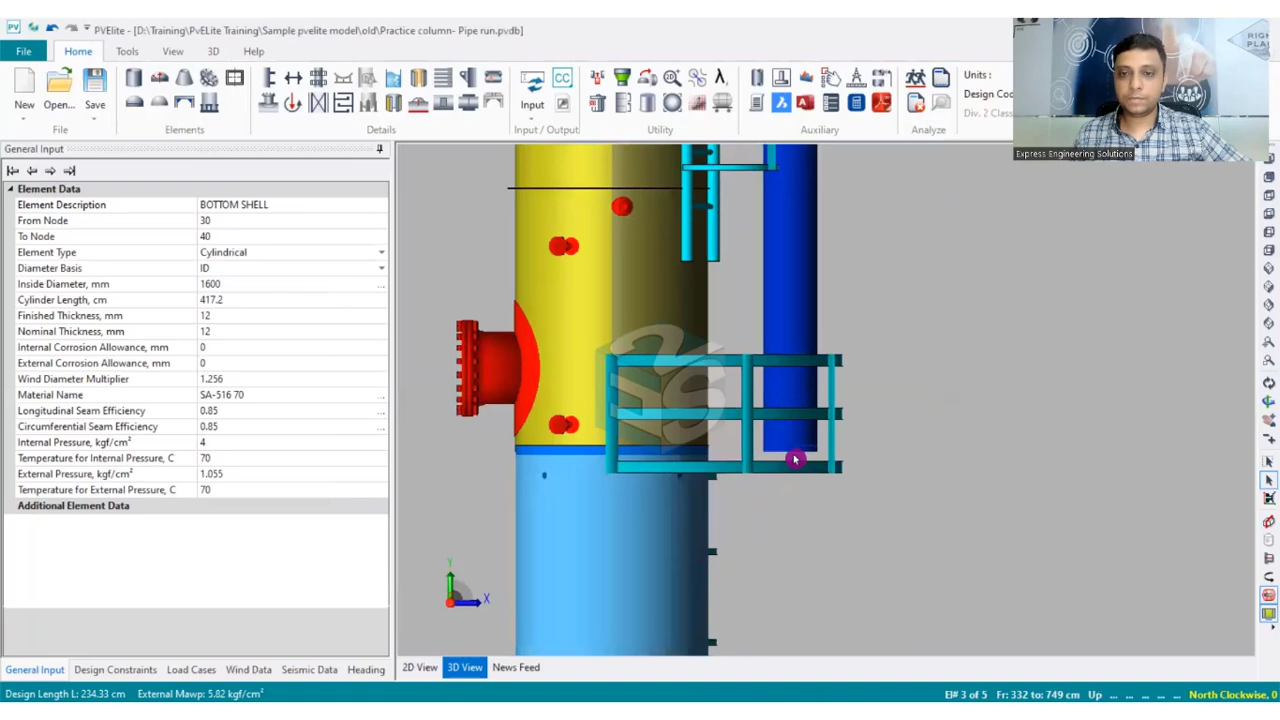 PVElite - [D:\Training\PvELite Training\Sample pvelite model\old\Practice column- Pipe run.pvdb]
File Home Tools View 3D Help
New Open... Save Input Units :
Design Cod
Div. 2 Class
File Elements Details Input / Output Utility Auxiliary Analyze
RIGH
PLA
Express Engineering Solutions
General Input
Element Data
Element Description BOTTOM SHELL
From Node 30
To Node 40
Element Type Cylindrical
Diameter Basis ID
Inside Diameter, mm 1600
Cylinder Length, cm 417.2
Finished Thickness, mm 12
Nominal Thickness, mm 12
Internal Corrosion Allowance, mm 0
External Corrosion Allowance, mm 0
Wind Diameter Multiplier 1.256
Material Name SA-516 70
Longitudinal Seam Efficiency 0.85
Circumferential Seam Efficiency 0.85
Internal Pressure, kgf/cm² 4
Temperature for Internal Pressure, C 70
External Pressure, kgf/cm² 1.055
Temperature for External Pressure, C 70
Additional Element Data
Y
X
General Input Design Constraints Load Cases Wind Data Seismic Data Heading
2D View 3D View News Feed
Design Length L: 234.33 cm External Mawp: 5.82 kgf/cm² El# 3 of 5 Fr: 332 to: 749 cm Up ... ... ... ... ... North Clockwise, 0